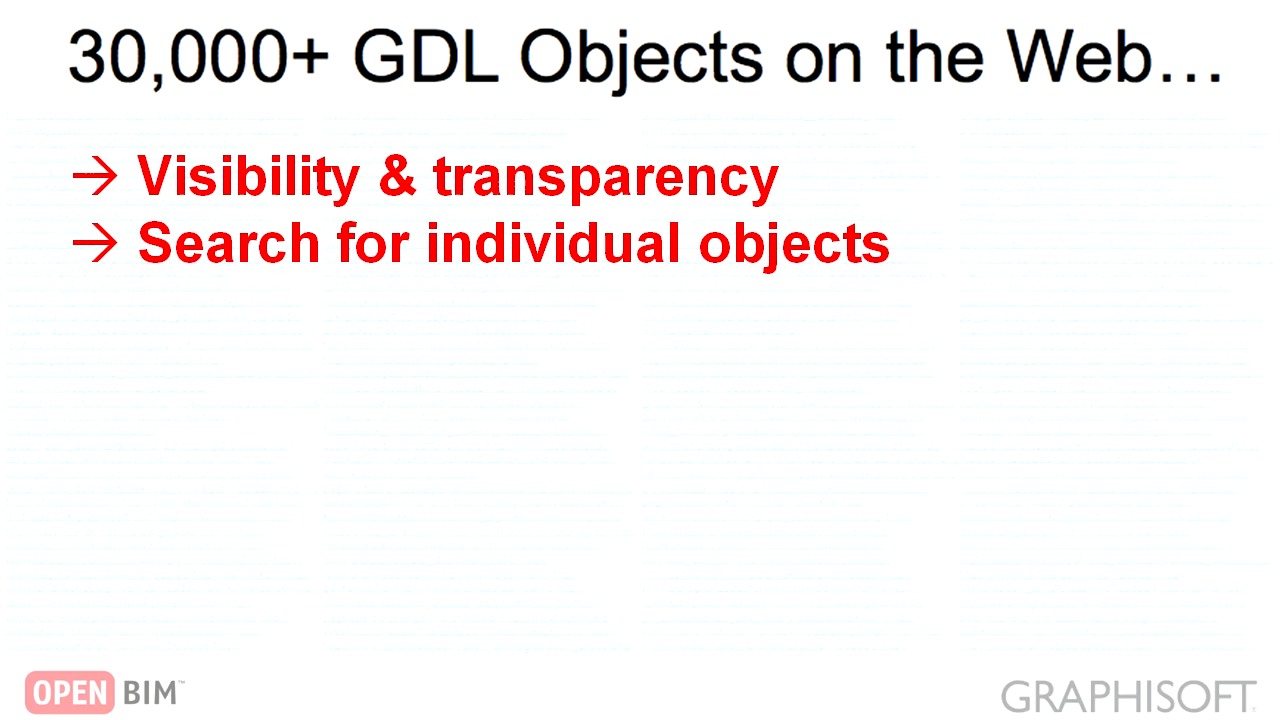 30,000+ GDL Objects on the Web…
→ Visibility & transparency
→ Search for individual objects
OPEN BIM™
GRAPHISOFT